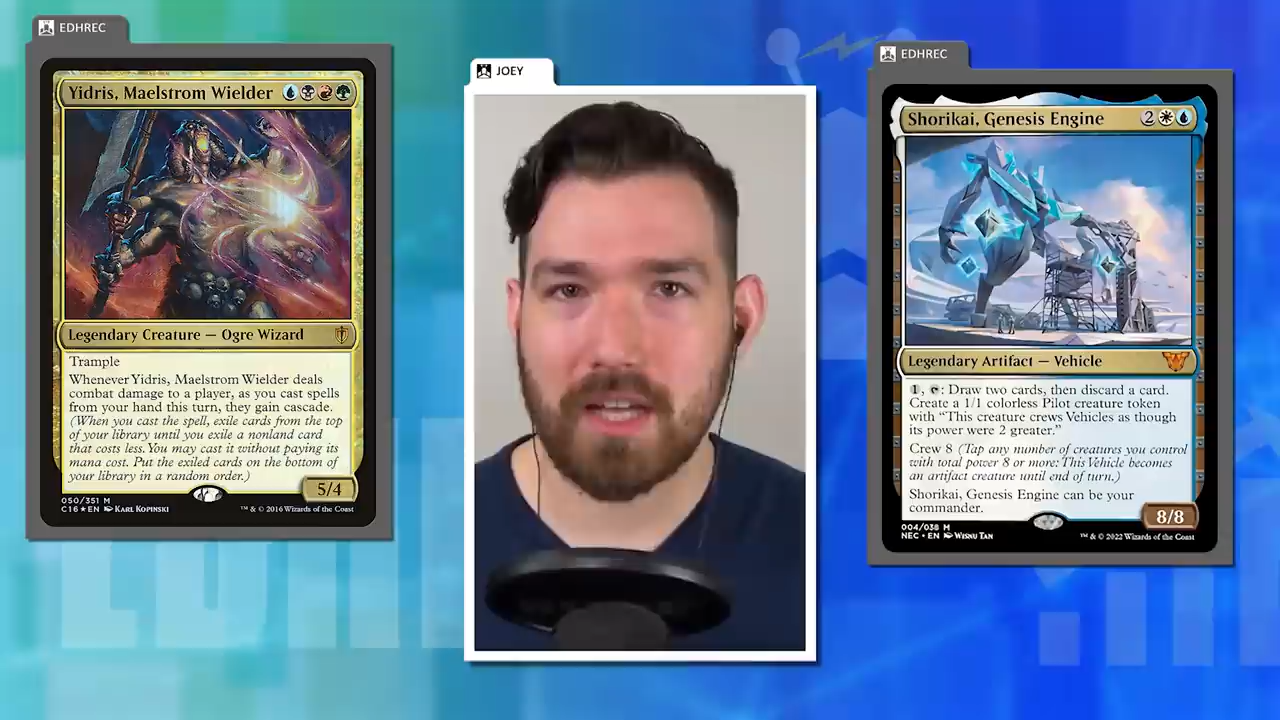 EDHREC
Yidris, Maelstrom Wielder
Legendary Creature — Ogre Wizard
Trample
Whenever Yidris, Maelstrom Wielder deals
combat damage to a player, as you cast spells
from your hand this turn, they gain cascade.
(When you cast the spell, exile cards from the top
of your library until you exile a nonland card
that costs less. You may cast it without paying its
mana cost. Put the exiled cards on the bottom of
your library in a random order.)
5/4
050/351 M
C16 ★ EN Karl Kopinski
™ & © 2016 Wizards of the Coast
JOEY
EDHREC
Shorikai, Genesis Engine 2
Legendary Artifact — Vehicle
1, T: Draw two cards, then discard a card.
Create a 1/1 colorless Pilot creature token
with “This creature crews Vehicles as though
its power were 2 greater.”
Crew 8 (Tap any number of creatures you control
with total power 8 or more: This Vehicle becomes
an artifact creature until end of turn.)
Shorikai, Genesis Engine can be your
commander.
8/8
004/038 M
NEC • EN Wisnu Tan
™ & © 2022 Wizards of the Coast